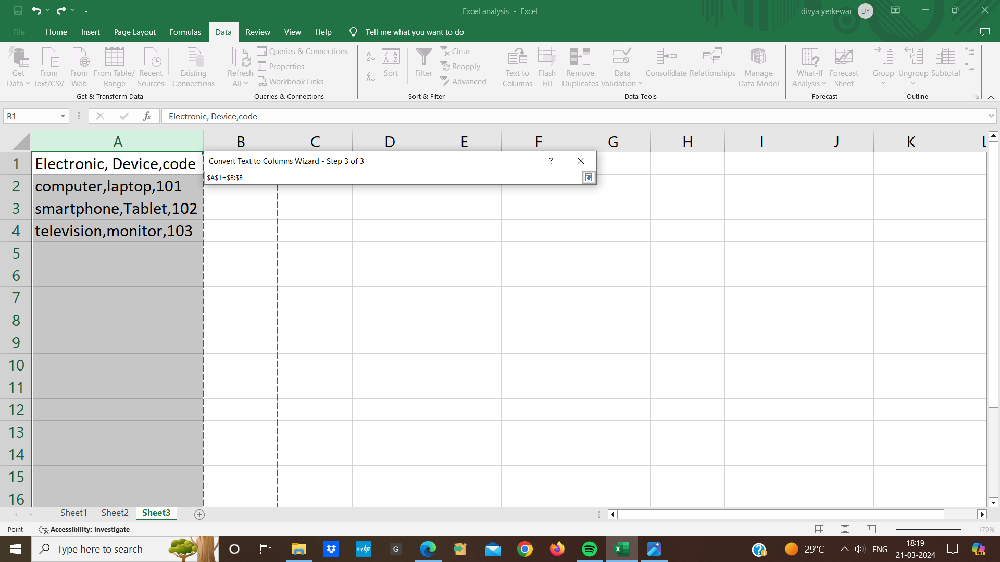 Excel analysis - Excel
divya yerkewar DY
File Home Insert Page Layout Formulas Data Review View Help Tell me what you want to do
Get Data
From Text/CSV
From Web
From Table/ Range
Recent Sources
Existing Connections
Get & Transform Data
Refresh All
Queries & Connections
Properties
Workbook Links
Queries & Connections
Sort
Filter
Clear
Reapply
Advanced
Sort & Filter
Text to Columns
Flash Fill
Remove Duplicates
Data Validation
Consolidate
Relationships
Manage Data Model
Data Tools
What-If Analysis
Forecast Sheet
Forecast
Group
Ungroup
Subtotal
Outline
B1 fx Electronic, Device,code
A B C D E F G H I J K L
Convert Text to Columns Wizard - Step 3 of 3 ?
$A$1+$B:$B
1 Electronic, Device,code
2 computer,laptop,101
3 smartphone,Tablet,102
4 television,monitor,103
5
6
7
8
9
10
11
12
13
14
15
16
Sheet1 Sheet2 Sheet3
Point Accessibility: Investigate 179%
Type here to search
myhp
G
29°C ENG
18:19
21-03-2024
PRE